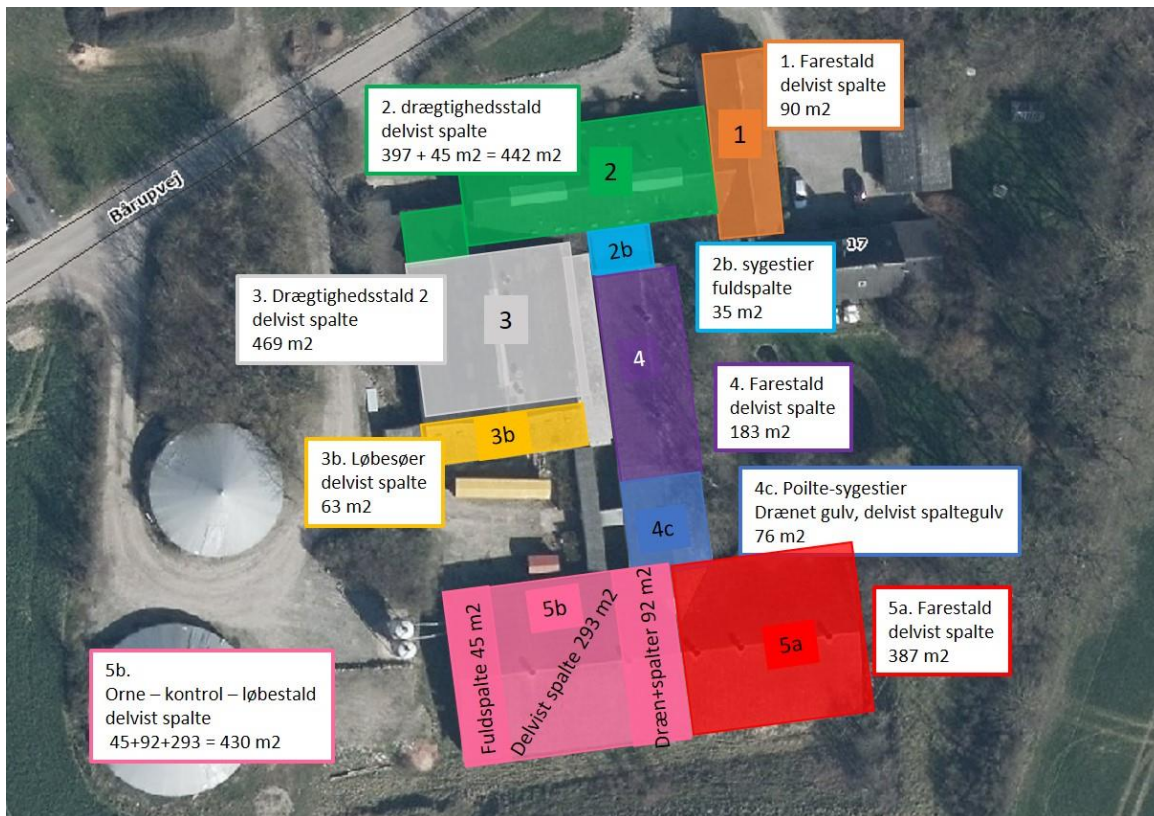 1. Farestald
delvist spalte
90 m2
2. drægtighedsstald
delvist spalte
397 + 45 m2 = 442 m2
1
2
Bårupvej
17
2b
2b. sygestier
fuldspalte
35 m2
3. Drægtighedsstald 2
delvist spalte
469 m2
3
4
4. Farestald
delvist spalte
183 m2
3b
3b. Løbesøer
delvist spalte
63 m2
4c. Poilte-sygestier
Drænet gulv, delvist spaltegulv
76 m2
4c
5b
Fuldspalte 45 m2
Delvist spalte 293 m2
Dræn+spalter 92 m2
5a
5a. Farestald
delvist spalte
387 m2
5b.
Orne – kontrol – løbestald
delvist spalte
45+92+293 = 430 m2